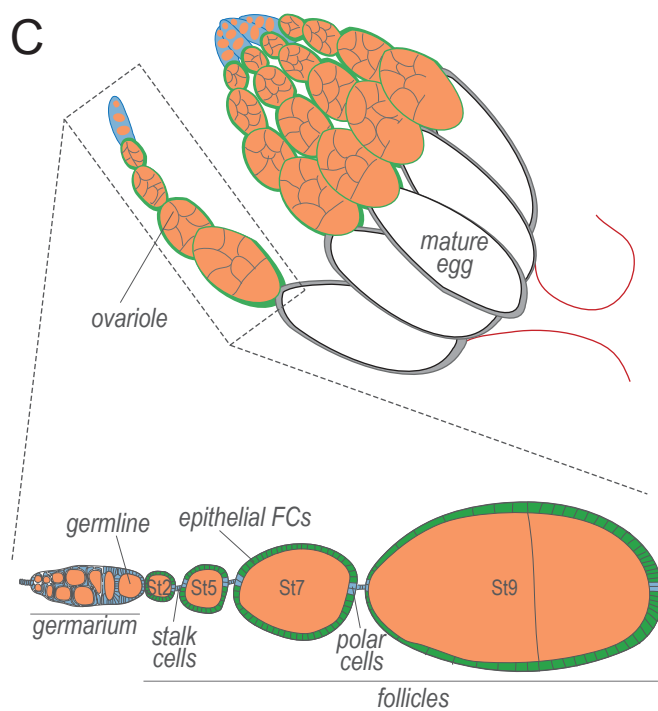 C
mature
egg
ovariole
germline
epithelial FCs
St2
St5
St7
St9
germarium
stalk
cells
polar
cells
follicles